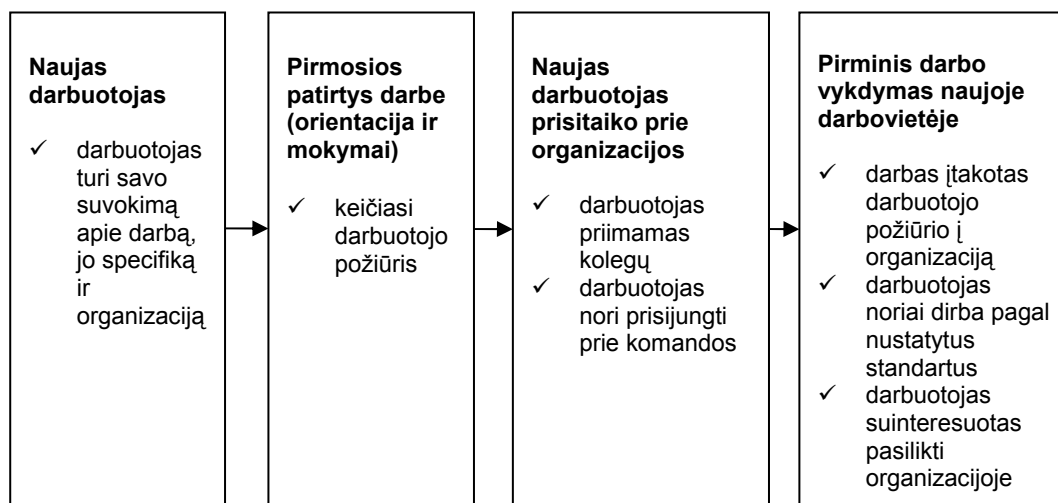 Naujas
darbuotojas
✓ darbuotojas
turi savo
suvokimą
apie darbą,
jo specifiką
ir
organizaciją
Pirmosios
patirtys darbe
(orientacija ir
mokymai)
✓ keičiasi
darbuotojo
požiūris
Naujas
darbuotojas
prisitaiko prie
organizacijos
✓ darbuotojas
priimamas
kolegų
✓ darbuotojas
nori prisijungti
prie komandos
Pirminis darbo
vykdymas naujoje
darbovietėje
✓ darbas įtakotas
darbuotojo
požiūrio į
organizaciją
✓ darbuotojas
noriai dirba pagal
nustatytus
standartus
✓ darbuotojas
suinteresuotas
pasilikti
organizacijoje